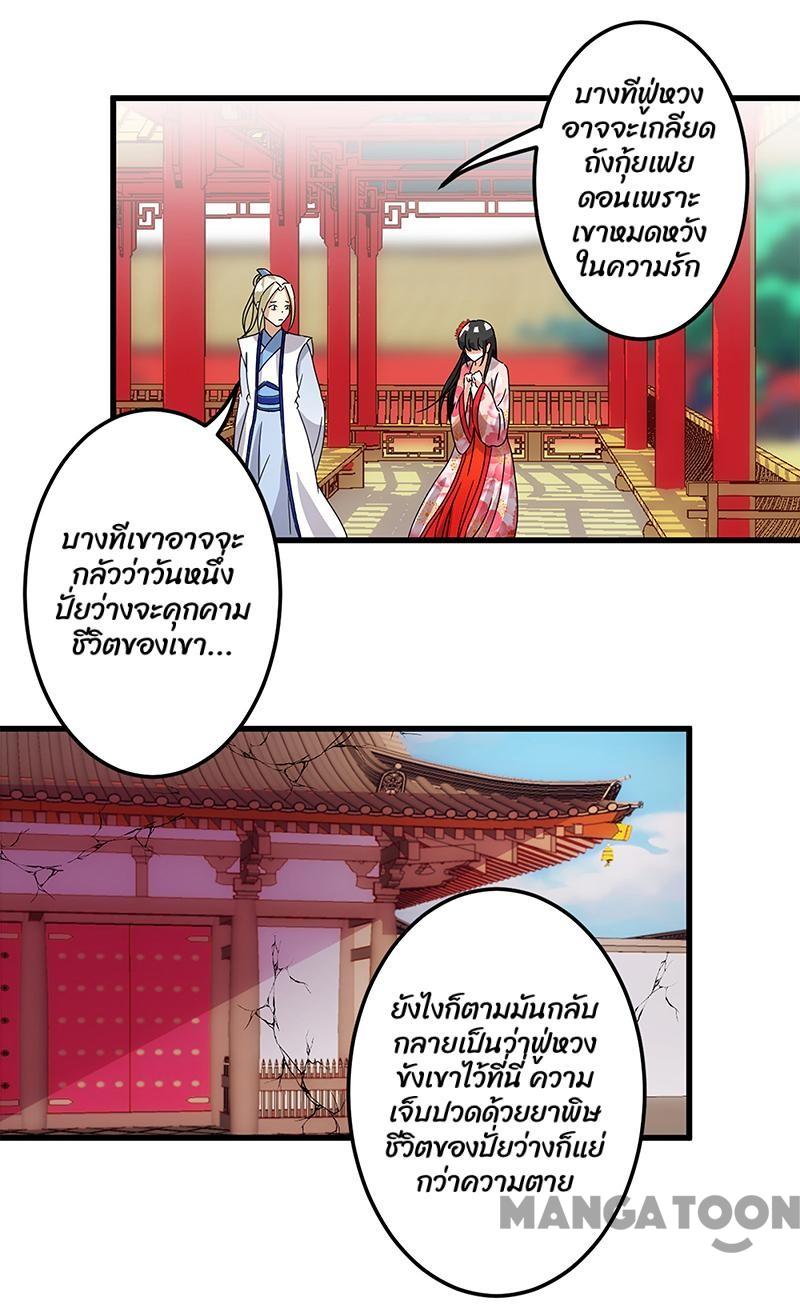 บางทีฟู่หวง
อาจจะเกลียด
ถังกุ้ยเฟย
ดอนเพราะ
เขาหมดหวัง
ในความรัก
บางทีเขาอาจจะ
กลัวว่าวันหนึ่ง
ปั่ยว่างจะคุกคาม
ชีวิตของเขา...
ยังไงก็ตามมันกลับ
กลายเป็นว่าฟู่หวง
ขังเขาไว้ที่นี่ ความ
เจ็บปวดด้วยยาพิษ
ชีวิตของปั่ยว่างก็แย่
กว่าความตาย
MANGATOON